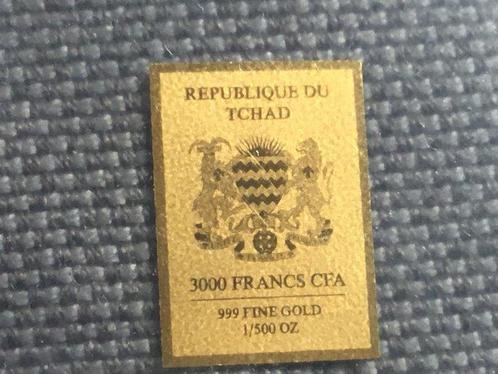 REPUBLIQUE DU
TCHAD
3000 FRANCS CFA
999 FINE GOLD
1/500 OZ